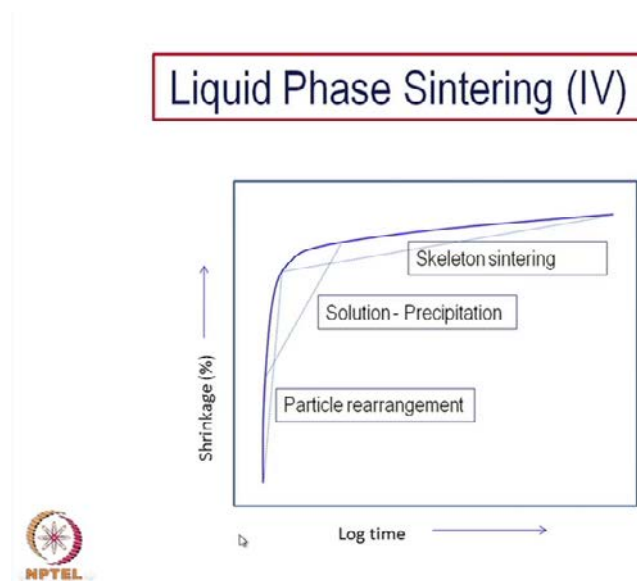 Liquid Phase Sintering (IV)
Skeleton sintering
Solution - Precipitation
Particle rearrangement
Shrinkage (%)
Log time
NPTEL